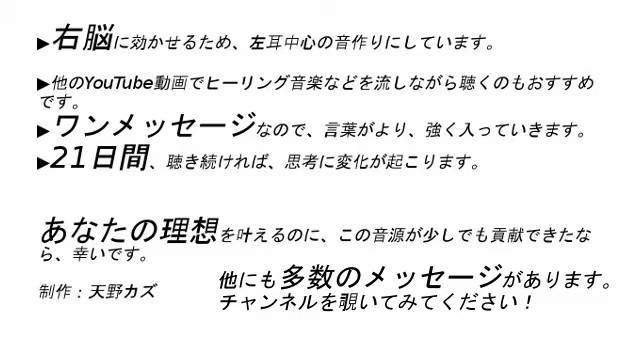 ▶右脳に効かせるため、左耳中心の音作りにしています。
▶他のYouTube動画でヒーリング音楽などを流しながら聴くのもおすすめ
です。
▶ワンメッセージなので、言葉がより、強く入っていきます。
▶21日間、聴き続ければ、思考に変化が起こります。
あなたの理想を叶えるのに、この音源が少しでも貢献できたな
ら、幸いです。
他にも多数のメッセージがあります。
制作：天野カズ
チャンネルを覗いてみてください！